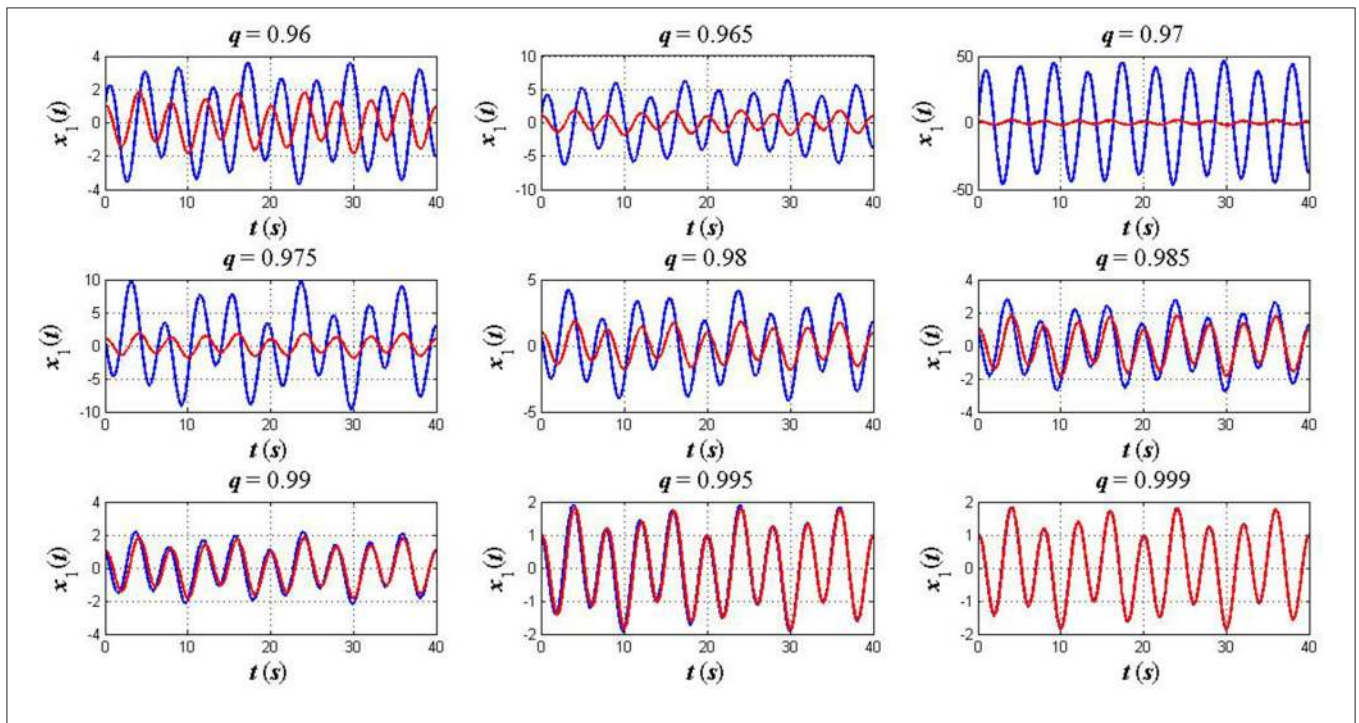 q = 0.96
4
2
0
-2
-4
x1(t)
0 10 20 30 40
t (s)
q = 0.965
10
5
0
-5
-10
x1(t)
0 10 20 30 40
t (s)
q = 0.97
50
0
-50
x1(t)
0 10 20 30 40
t (s)
q = 0.975
10
5
0
-5
-10
x1(t)
0 10 20 30 40
t (s)
q = 0.98
5
0
-5
x1(t)
0 10 20 30 40
t (s)
q = 0.985
4
2
0
-2
-4
x1(t)
0 10 20 30 40
t (s)
q = 0.99
4
2
0
-2
-4
x1(t)
0 10 20 30 40
t (s)
q = 0.995
2
1
0
-1
-2
x1(t)
0 10 20 30 40
t (s)
q = 0.999
2
1
0
-1
-2
x1(t)
0 10 20 30 40
t (s)